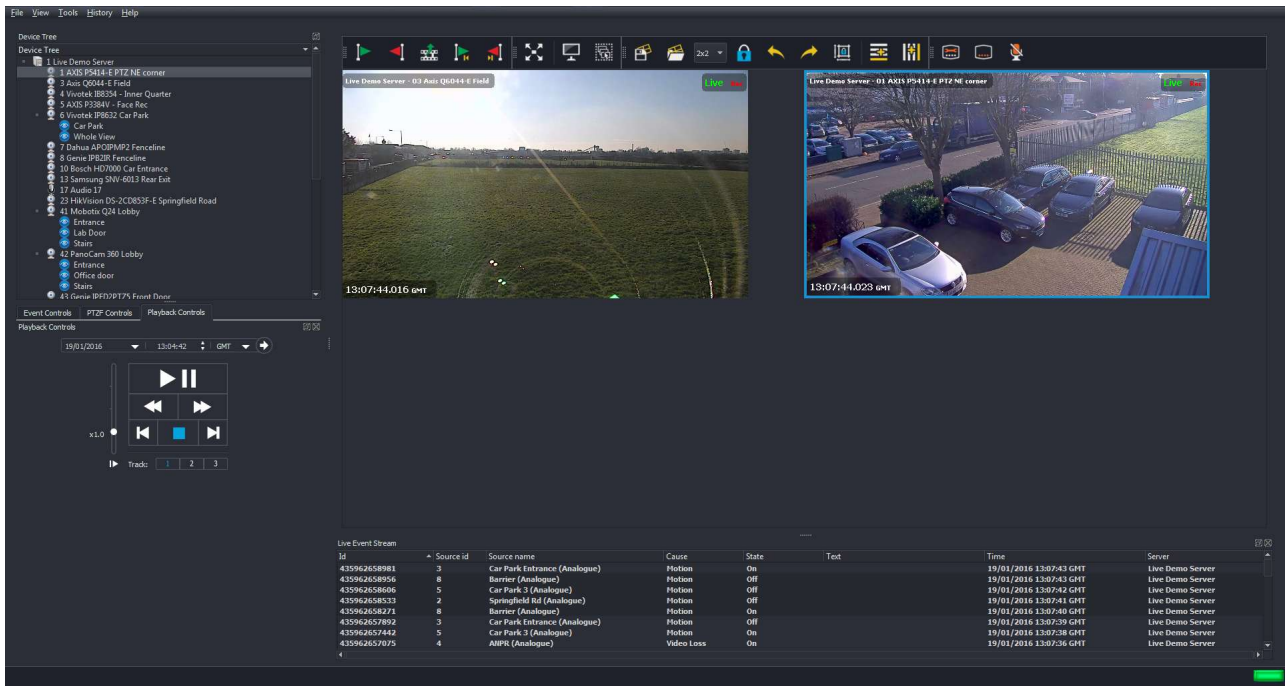 File View Tools History Help
Device Tree
Device Tree
1 Live Demo Server
1 AXIS P5414-E PTZ NE corner
3 Axis Q6044-E Field
4 Vivotek IB8354 - Inner Quarter
5 AXIS P3384V - Face Rec
6 Vivotek IP8632 Car Park
Car Park
Whole View
7 Dahua APOIPMP2 Fenceline
8 Genie IPB2IR Fenceline
10 Bosch HD7000 Car Entrance
13 Samsung SNV-6013 Rear Exit
17 Audio 17
23 HikVision DS-2CD853F-E Springfield Road
41 Mobotix Q24 Lobby
Entrance
Lab Door
Stairs
42 PanoCam 360 Lobby
Entrance
Office door
Stairs
43 Genie IPFD2PTZ5 Front Door
Event Controls PTZF Controls Playback Controls
Playback Controls
19/01/2016 13:04:42 GMT
x1.0
Track: 1 2 3
2x2
Live Demo Server - 03 Axis Q6044-E Field Live Rec
13:07:44.016 GMT
Live Demo Server - 01 AXIS P5414-E PTZ NE corner Live Rec
13:07:44.023 GMT
Live Event Stream
Id Source id Source name Cause State Text Time Server
435962658981 3 Car Park Entrance (Analogue) Motion On 19/01/2016 13:07:43 GMT Live Demo Server
435962658956 8 Barrier (Analogue) Motion Off 19/01/2016 13:07:43 GMT Live Demo Server
435962658606 5 Car Park 3 (Analogue) Motion Off 19/01/2016 13:07:42 GMT Live Demo Server
435962658533 2 Springfield Rd (Analogue) Motion Off 19/01/2016 13:07:41 GMT Live Demo Server
435962658271 8 Barrier (Analogue) Motion On 19/01/2016 13:07:40 GMT Live Demo Server
435962657892 3 Car Park Entrance (Analogue) Motion Off 19/01/2016 13:07:39 GMT Live Demo Server
435962657442 5 Car Park 3 (Analogue) Motion On 19/01/2016 13:07:38 GMT Live Demo Server
435962657075 4 ANPR (Analogue) Video Loss On 19/01/2016 13:07:36 GMT Live Demo Server